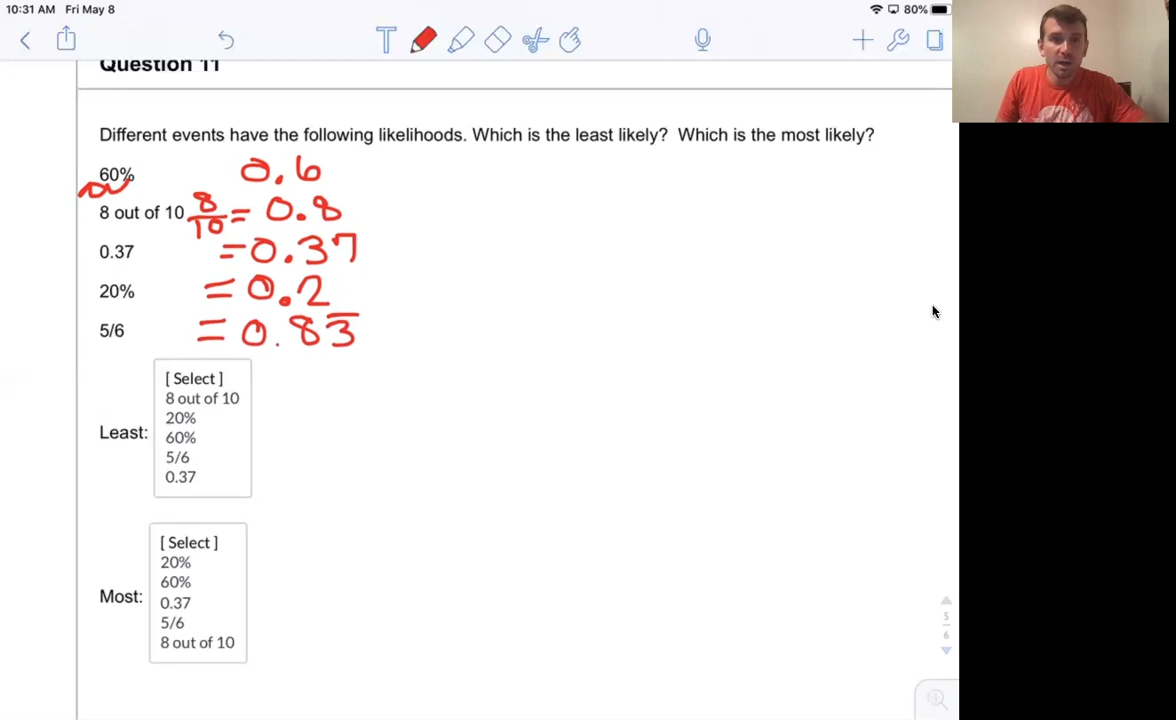 10:31 AM Fri May 8 80%
T
Question 11
Different events have the following likelihoods. Which is the least likely? Which is the most likely?
60% 0.6
8 out of 10 8/10 = 0.8
0.37 = 0.37
20% = 0.2
5/6 = 0.83̅
[ Select ]
8 out of 10
20%
Least: 60%
5/6
0.37
[ Select ]
20%
60%
Most: 0.37
5/6
8 out of 10
5
6